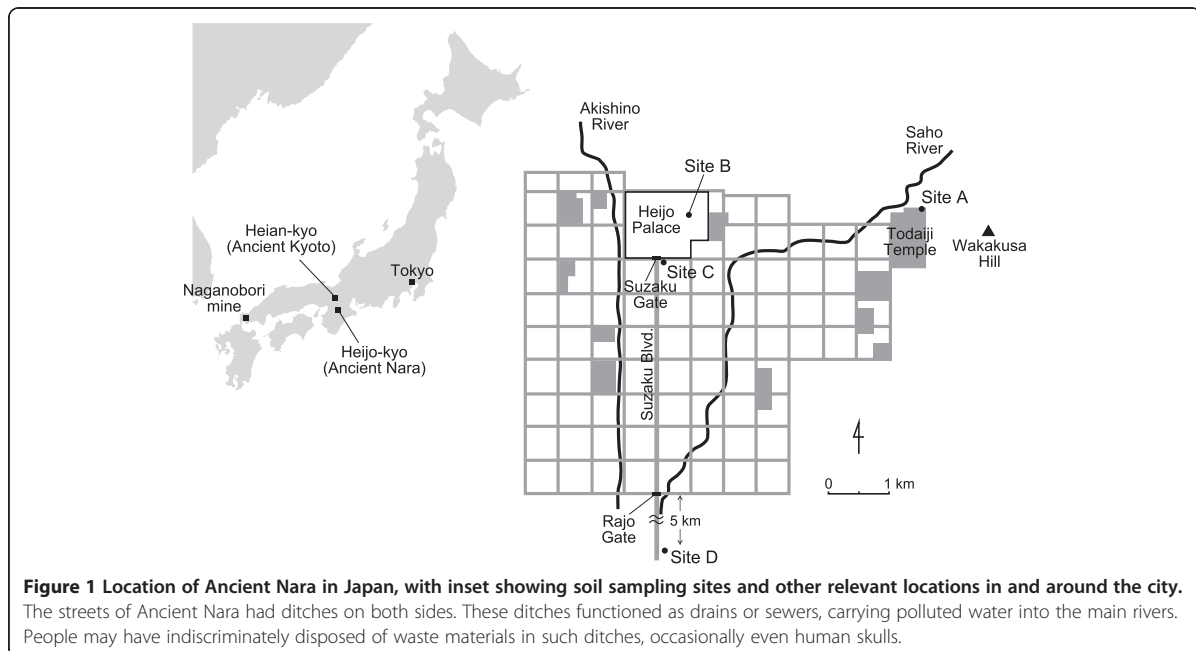 Heian-kyo
(Ancient Kyoto)
Tokyo
Naganobori
mine
Heijo-kyo
(Ancient Nara)
Akishino
River
Saho
River
Site B
Site A
Heijo
Palace
Todaiji
Temple
Wakakusa
Hill
Site C
Suzaku
Gate
Suzaku Blvd.
0 1 km
Rajo
Gate
5 km
Site D
Figure 1 Location of Ancient Nara in Japan, with inset showing soil sampling sites and other relevant locations in and around the city.
The streets of Ancient Nara had ditches on both sides. These ditches functioned as drains or sewers, carrying polluted water into the main rivers.
People may have indiscriminately disposed of waste materials in such ditches, occasionally even human skulls.